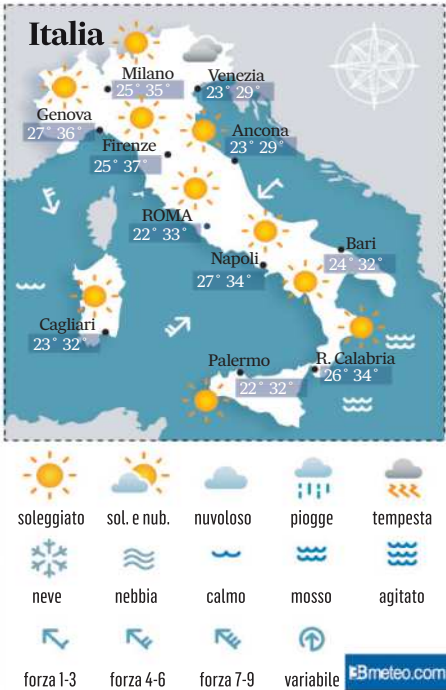 Italia
Milano
25° 35°
Venezia
23° 29°
Genova
27° 36°
Ancona
23° 29°
Firenze
25° 37°
ROMA
22° 33°
Bari
24° 32°
Napoli
27° 34°
Cagliari
23° 32°
Palermo
22° 32°
R. Calabria
26° 34°
soleggiato sol. e nub. nuvoloso piogge tempesta
neve nebbia calmo mosso agitato
forza 1-3 forza 4-6 forza 7-9 variabile
3Bmeteo.com